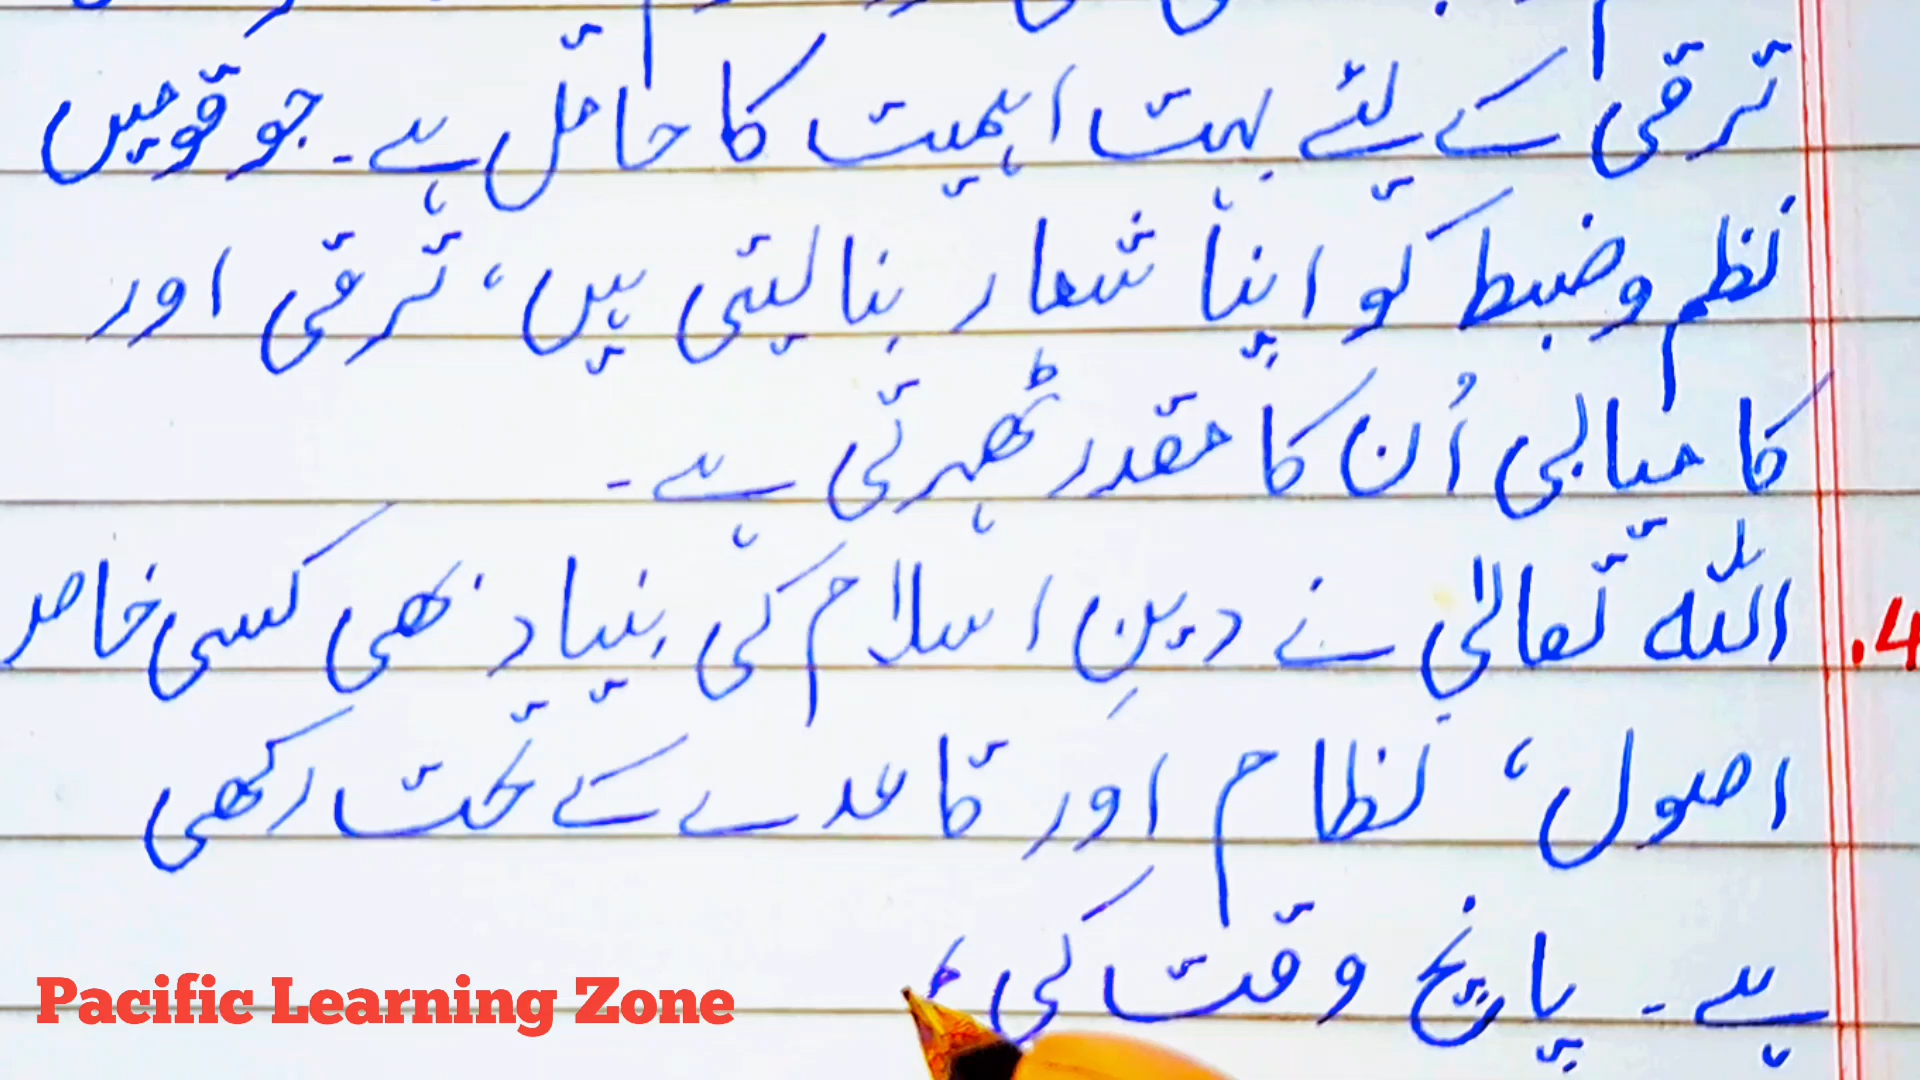 ترقی کے لئے بہت اہمیت کا حامل ہے۔ جو قومیں
نظم و ضبط کو اپنا شعار بنا لیتی ہیں، ترقی اور
کامیابی اُن کا مقدر ٹھہرتی ہے۔
4. اللّٰہ تعالیٰ نے دینِ اسلام کی بنیاد بھی کسی خاص
اصول، نظام اور قاعدے کے تحت رکھی
ہے۔ پانچ وقت کی
Pacific Learning Zone